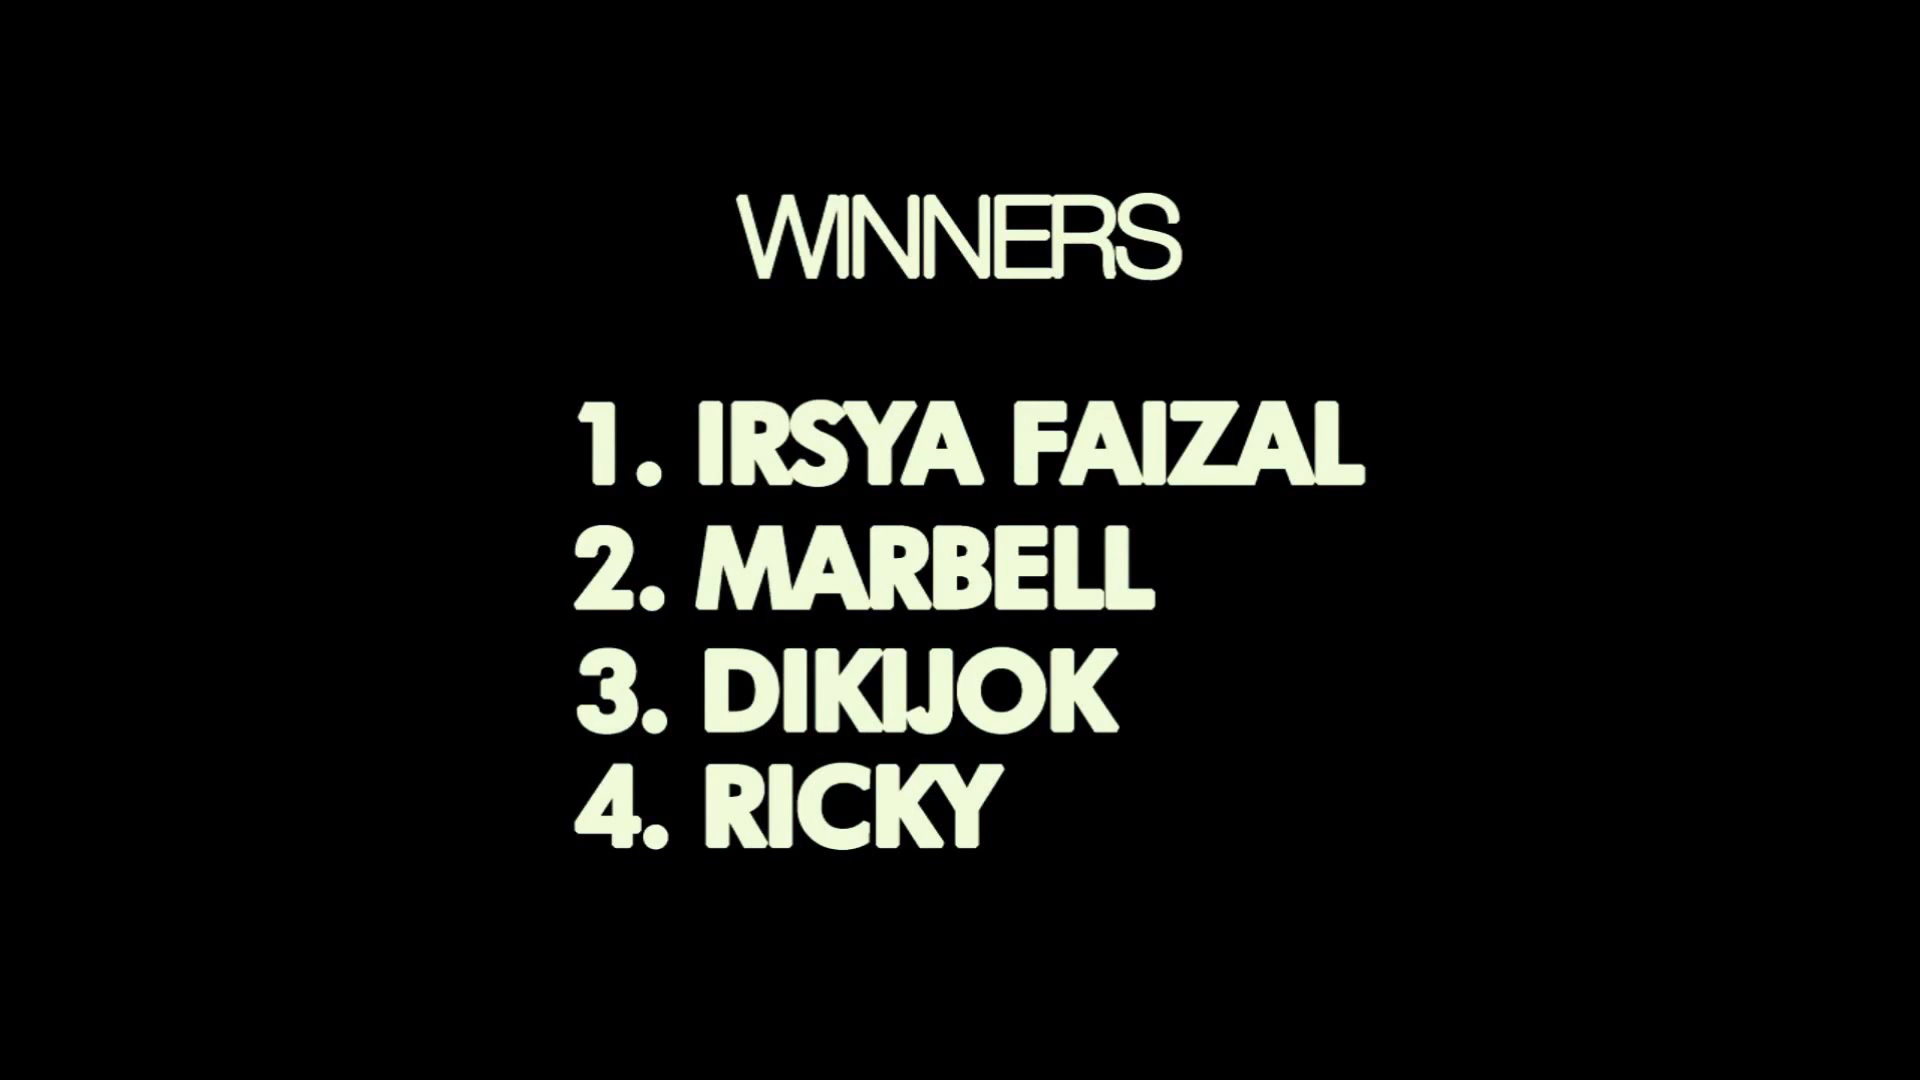 WINNERS
1. IRSYA FAIZAL
2. MARBELL
3. DIKIJOK
4. RICKY